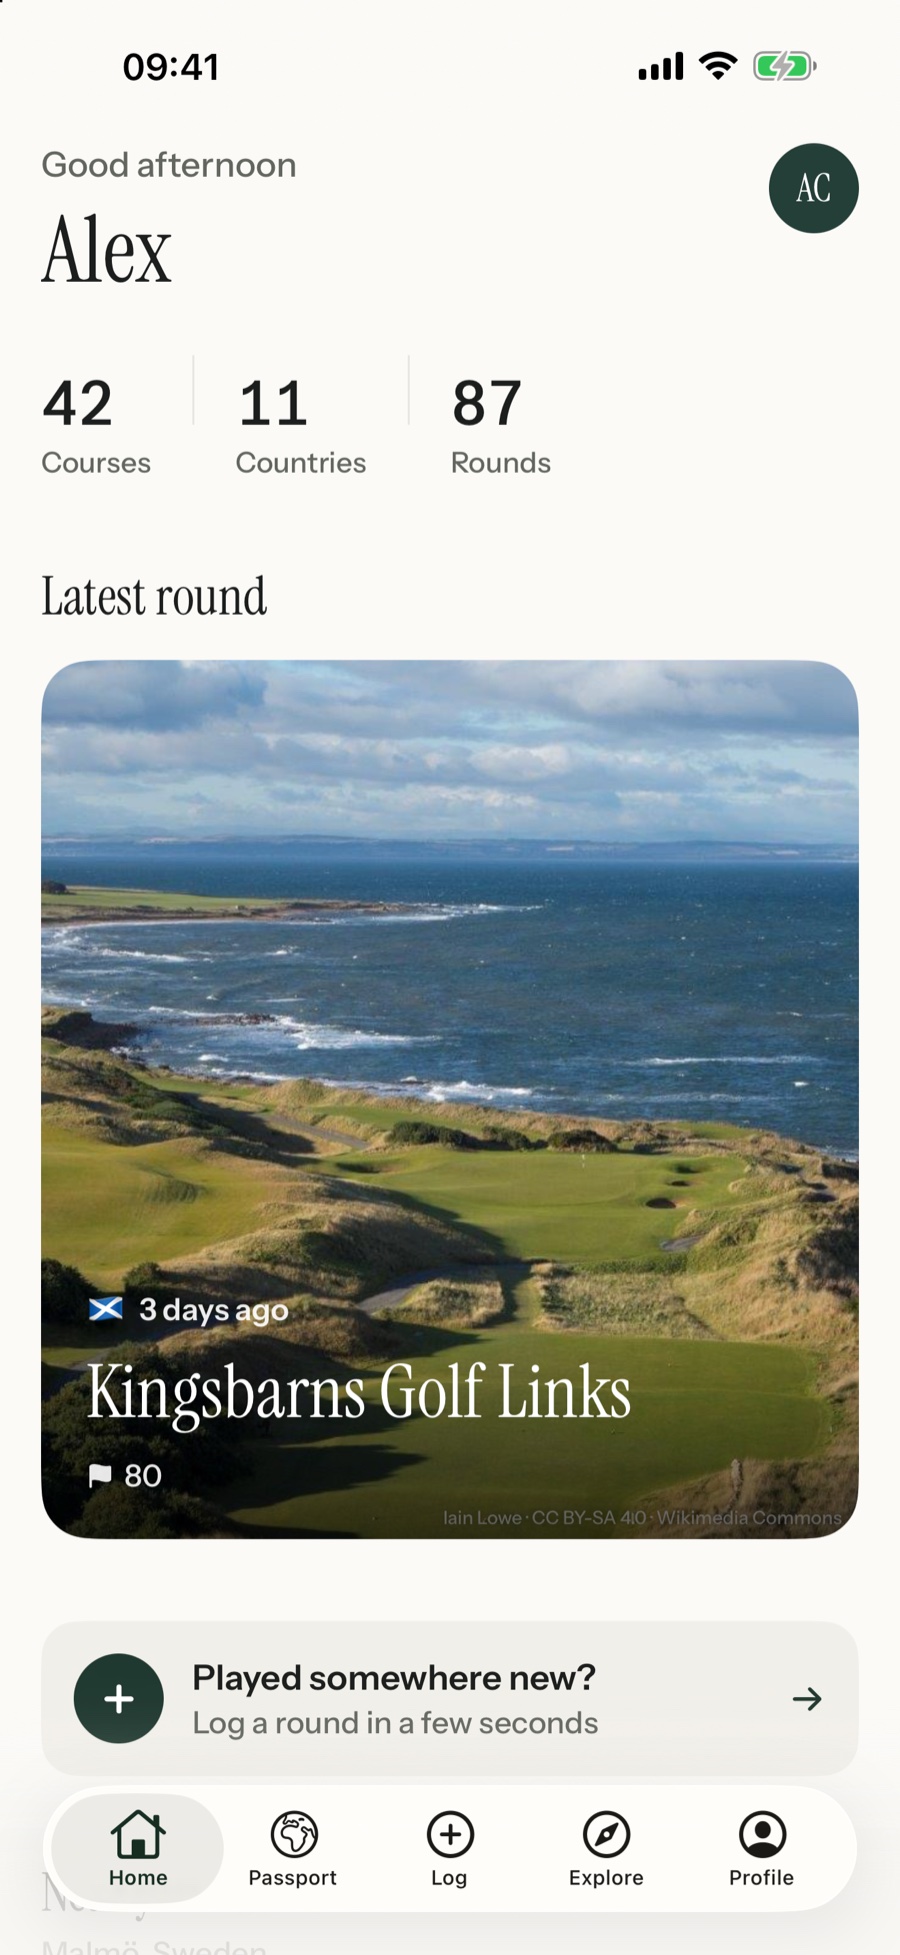 09:41
Good afternoon
AC
Alex
42
11
87
Courses
Countries
Rounds
Latest round
3 days ago
Kingsbarns Golf Links
80
Iain Lowe · CC BY-SA 4.0 · Wikimedia Commons
Played somewhere new?
Log a round in a few seconds
Home
Passport
Log
Explore
Profile
Malmö, Sweden